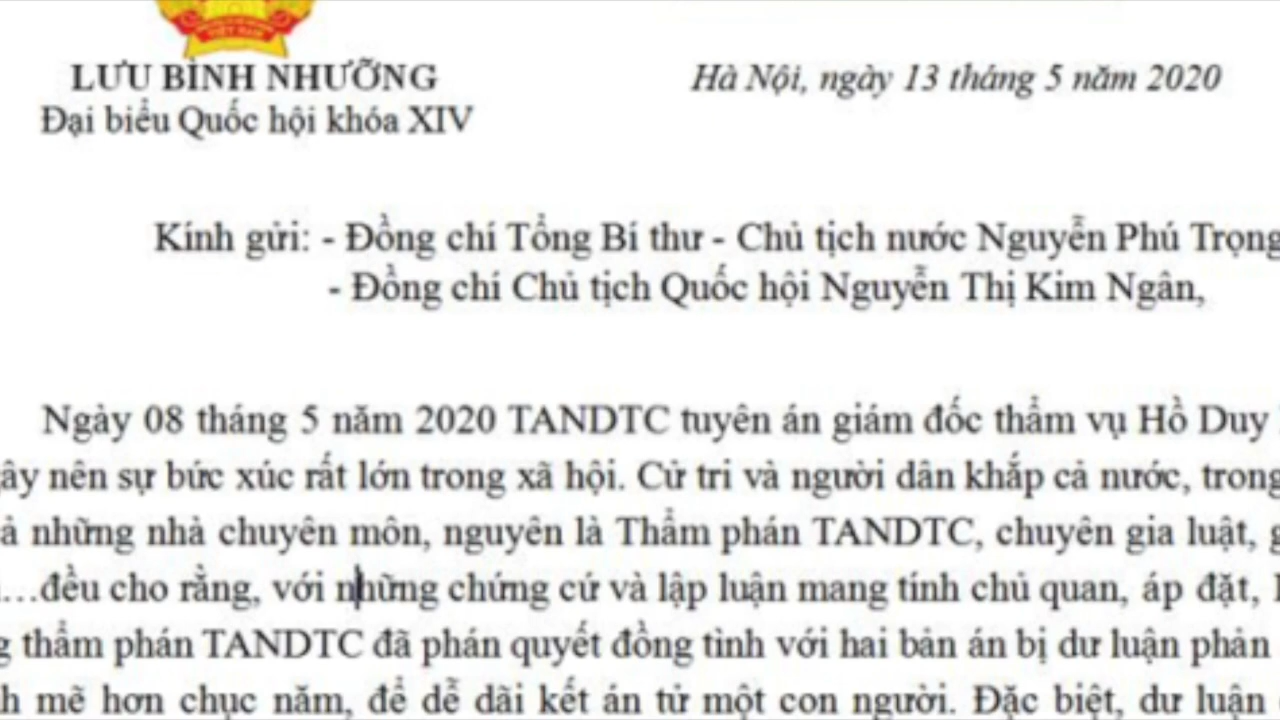 VIỆT NAM
LƯU BÌNH NHƯỠNG
Hà Nội, ngày 13 tháng 5 năm 2020
Đại biểu Quốc hội khóa XIV
Kính gửi: - Đồng chí Tổng Bí thư - Chủ tịch nước Nguyễn Phú Trọng
- Đồng chí Chủ tịch Quốc hội Nguyễn Thị Kim Ngân,
Ngày 08 tháng 5 năm 2020 TANDTC tuyên án giám đốc thẩm vụ Hồ Duy
ây nên sự bức xúc rất lớn trong xã hội. Cử tri và người dân khắp cả nước, trong
ả những nhà chuyên môn, nguyên là Thẩm phán TANDTC, chuyên gia luật,
...đều cho rằng, với những chứng cứ và lập luận mang tính chủ quan, áp đặt,
g thẩm phán TANDTC đã phán quyết đồng tình với hai bản án bị dư luận phản
h mẽ hơn chục năm, để dễ dãi kết án tử một con người. Đặc biệt, dư luận